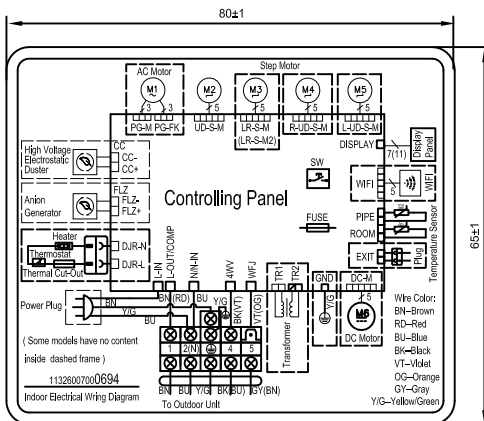 80±1
AC Motor
Step Motor
M1
M2
M3
M4
M5
3
3
5
5
5
5
PG-M
PG-FK
UD-S-M
LR-S-M
(LR-S-M2)
R-UD-S-M
L-UD-S-M
High Voltage
Electrostatic
Duster
CC
CC-
CC+
DISPLAY
7(11)
Display
Panel
Anion
Generator
FLZ
FLZ-
FLZ+
SW
WIFI
5
WIFI
Controlling Panel
FUSE
PIPE
ROOM
Temperature Sensor
65±1
Heater
Thermostat
Thermal Cut-Out
DJR-N
DJR-L
EXIT
Plug
L-IN
L-OUT/COMP
N/N-IN
4WV
WFJ
TR1
TR2
GND
DC-M
Power Plug
BN
BN(RD)
BU
Y/G
BK(VT)
VT(OG)
Y/G
BU
Transformer
Y/G
5
M6
DC Motor
Wire Color:
BN–Brown
RD–Red
BU–Blue
BK–Black
VT–Violet
OG–Orange
GY–Gray
Y/G–Yellow/Green
1
2(N)
4
5
( Some models have no content
inside dashed frame )
11326007000694
Indoor Electrical Wring Diagram
BN
BU
Y/G
BK(BU)
GY(BN)
To Outdoor Unit